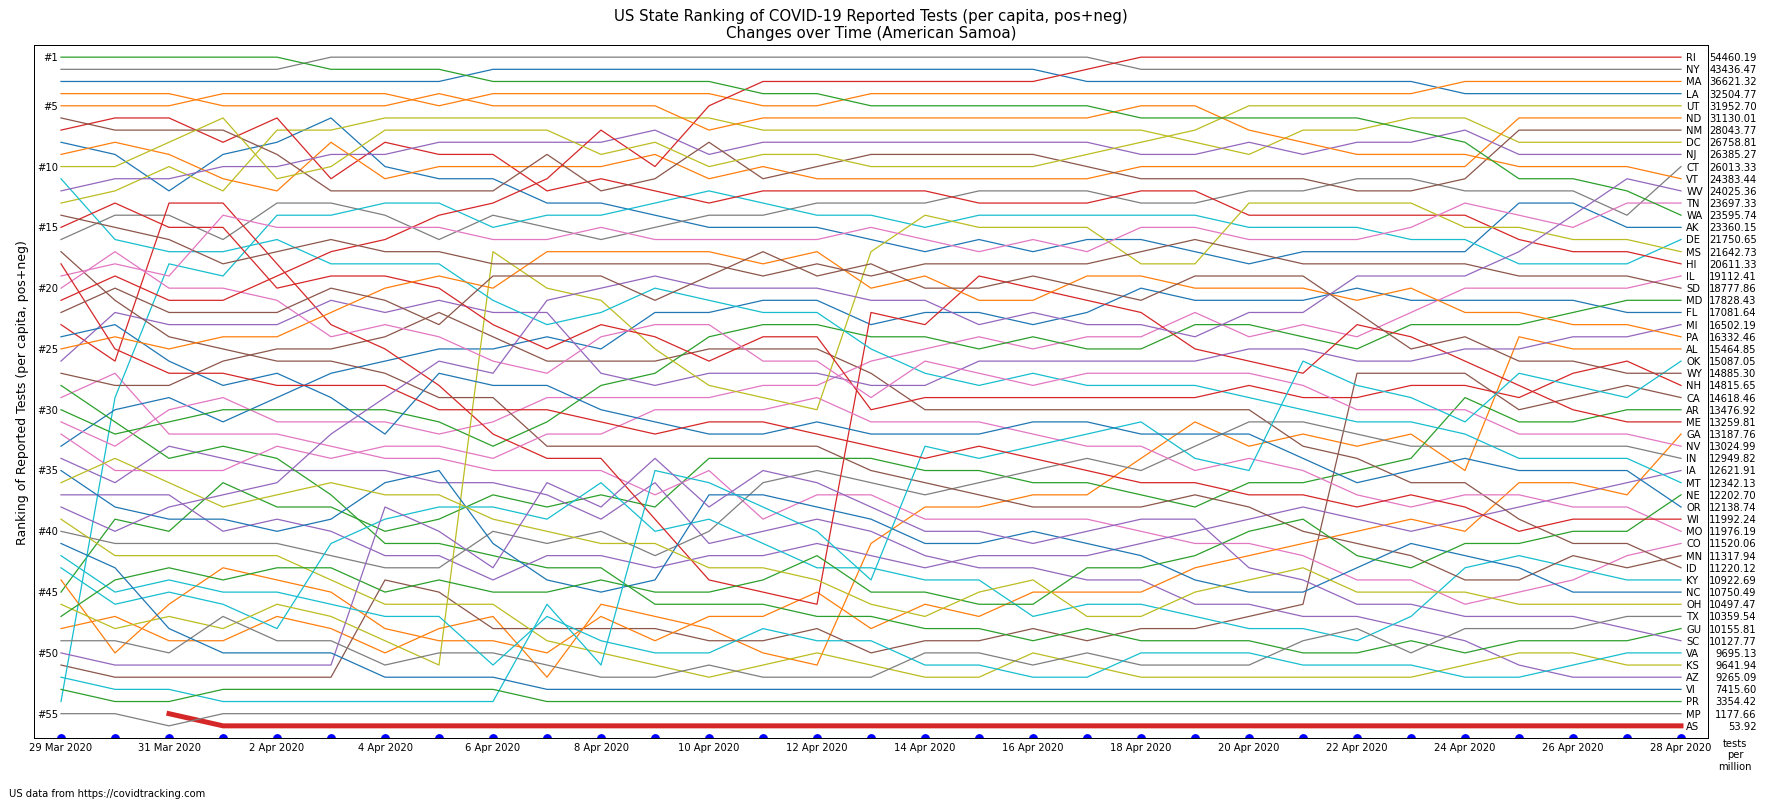 US State Ranking of COVID-19 Reported Tests (per capita, pos+neg)
Changes over Time (American Samoa)
Ranking of Reported Tests (per capita, pos+neg)
#1
#5
#10
#15
#20
#25
#30
#35
#40
#45
#50
#55
RI 54460.19
NY 43436.47
MA 36621.32
LA 32504.77
UT 31952.70
ND 31130.01
NM 28043.77
DC 26758.81
NJ 26385.27
CT 26013.33
VT 24383.44
WV 24025.36
TN 23697.33
WA 23595.74
AK 23360.15
DE 21750.65
MS 21642.73
HI 20611.33
IL 19112.41
SD 18777.86
MD 17828.43
FL 17081.64
MI 16502.19
PA 16332.46
AL 15464.85
OK 15087.05
WY 14885.30
NH 14815.65
CA 14618.46
AR 13476.92
ME 13259.81
GA 13187.76
NV 13024.99
IN 12949.82
IA 12621.91
MT 12342.13
NE 12202.70
OR 12138.74
WI 11992.24
MO 11976.19
CO 11520.06
MN 11317.94
ID 11220.12
KY 10922.69
NC 10750.49
OH 10497.47
TX 10359.54
GU 10155.81
SC 10127.77
VA 9695.13
KS 9641.94
AZ 9265.09
VI 7415.60
PR 3354.42
MP 1177.66
AS 53.92
29 Mar 2020
31 Mar 2020
2 Apr 2020
4 Apr 2020
6 Apr 2020
8 Apr 2020
10 Apr 2020
12 Apr 2020
14 Apr 2020
16 Apr 2020
18 Apr 2020
20 Apr 2020
22 Apr 2020
24 Apr 2020
26 Apr 2020
28 Apr 2020
tests
per
million
US data from https://covidtracking.com